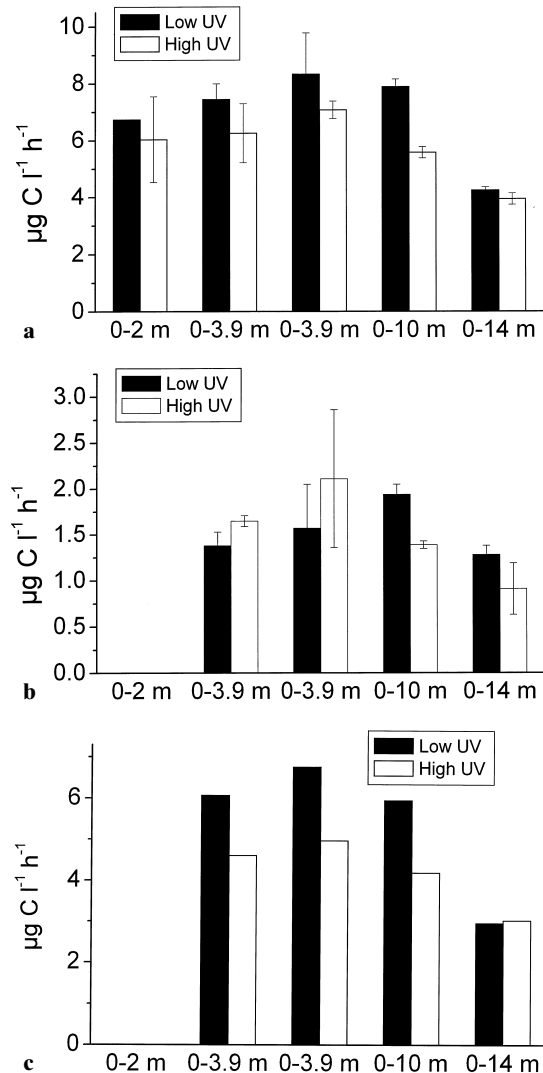 10
8
6
4
2
0
µg C l⁻¹ h⁻¹
Low UV
High UV
0-2 m 0-3.9 m 0-3.9 m 0-10 m 0-14 m
a
3.0
2.5
2.0
1.5
1.0
0.5
0.0
µg C l⁻¹ h⁻¹
Low UV
High UV
0-2 m 0-3.9 m 0-3.9 m 0-10 m 0-14 m
b
6
4
2
0
µg C l⁻¹ h⁻¹
Low UV
High UV
0-2 m 0-3.9 m 0-3.9 m 0-10 m 0-14 m
c